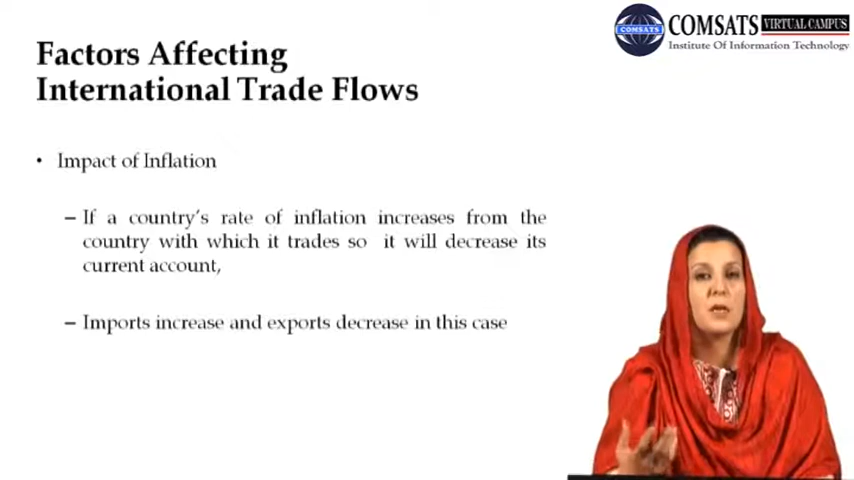 COMSATS VIRTUAL CAMPUS
COMSATS
Institute Of Information Technology
Factors Affecting
International Trade Flows
• Impact of Inflation
– If a country's rate of inflation increases from the
country with which it trades so it will decrease its
current account,
– Imports increase and exports decrease in this case